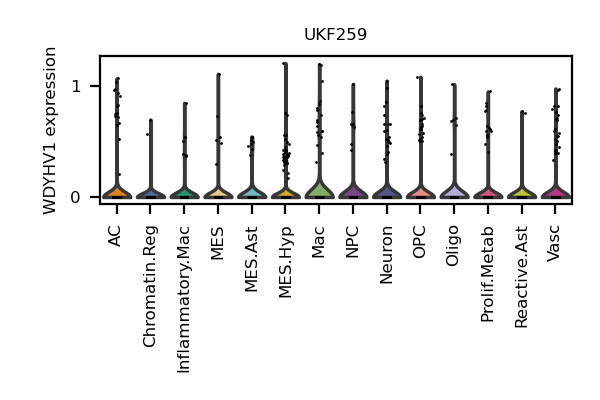 UKF259
WDYHV1 expression
1
0
AC
Chromatin.Reg
Inflammatory.Mac
MES
MES.Ast
MES.Hyp
Mac
NPC
Neuron
OPC
Oligo
Prolif.Metab
Reactive.Ast
Vasc